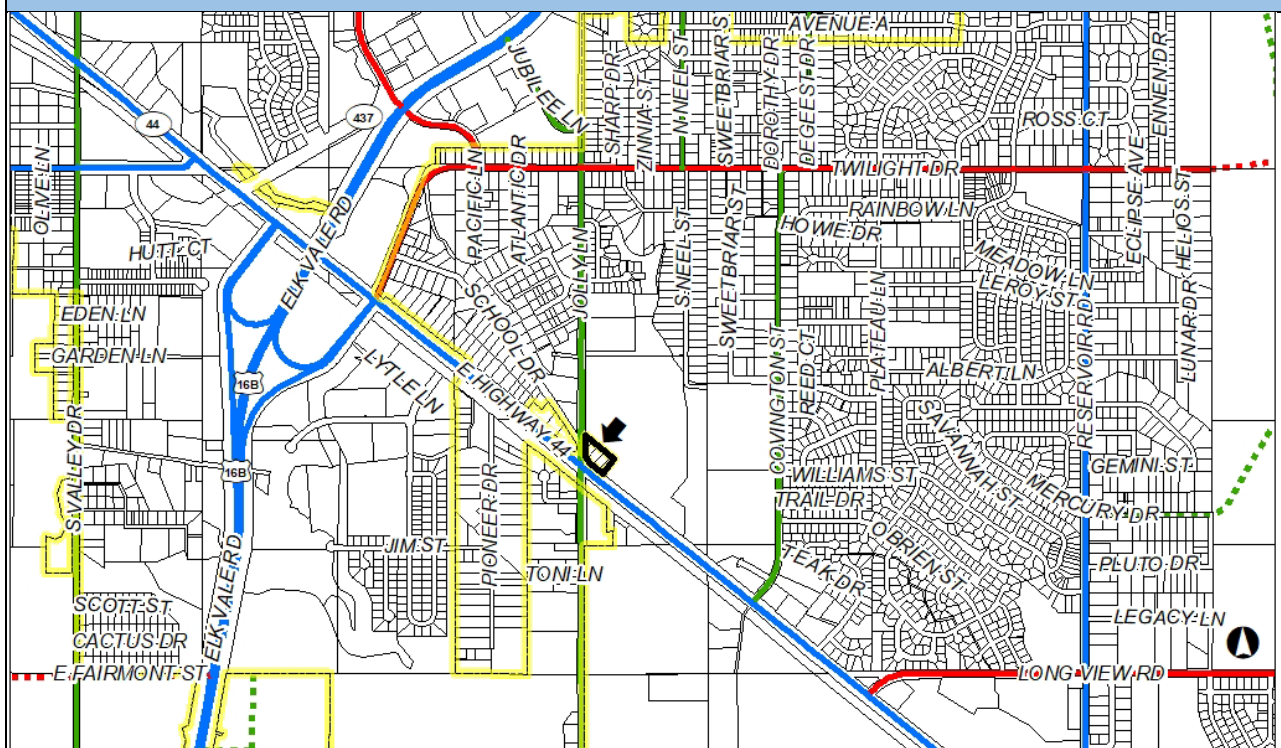 AVENUE A
JUBILEE LN
SHARP DR
ZINNIA ST
N NEEL ST
SWEETBRIAR S
DOROTHY DR
DEGEEST DR
ENNEN DR
44
437
ROSS CT
OLIVE LN
PACIFIC LN
ATLANTIC DR
TWILIGHT DR
ECLIPSE AVE
HELIOS ST
HUTT CT
ELK VALE RD
JOLLY LN
S NEEL ST
SWEETBRIAR ST
HOWIE DR
RAINBOW LN
MEADOW LN
LEROY ST
EDEN LN
GARDEN LN
SCHOOL DR
PLATEAU LN
RESERVOIR RD
LUNAR DR
LYTLE LN
E HIGHWAY 44
COVINGTON ST
REED CT
ALBERT LN
16B
S VALLEY DR
SAVANNAH ST
16B
PIONEER DR
WILLIAMS ST
TRAIL DR
GEMINI ST
MERCURY DR
JIM ST
TONI LN
TEAK DR
O BRIEN ST
PLUTO DR
SCOTT ST
CACTUS DR
ELK VALE RD
LEGACY LN
E FAIRMONT ST
LONG VIEW RD